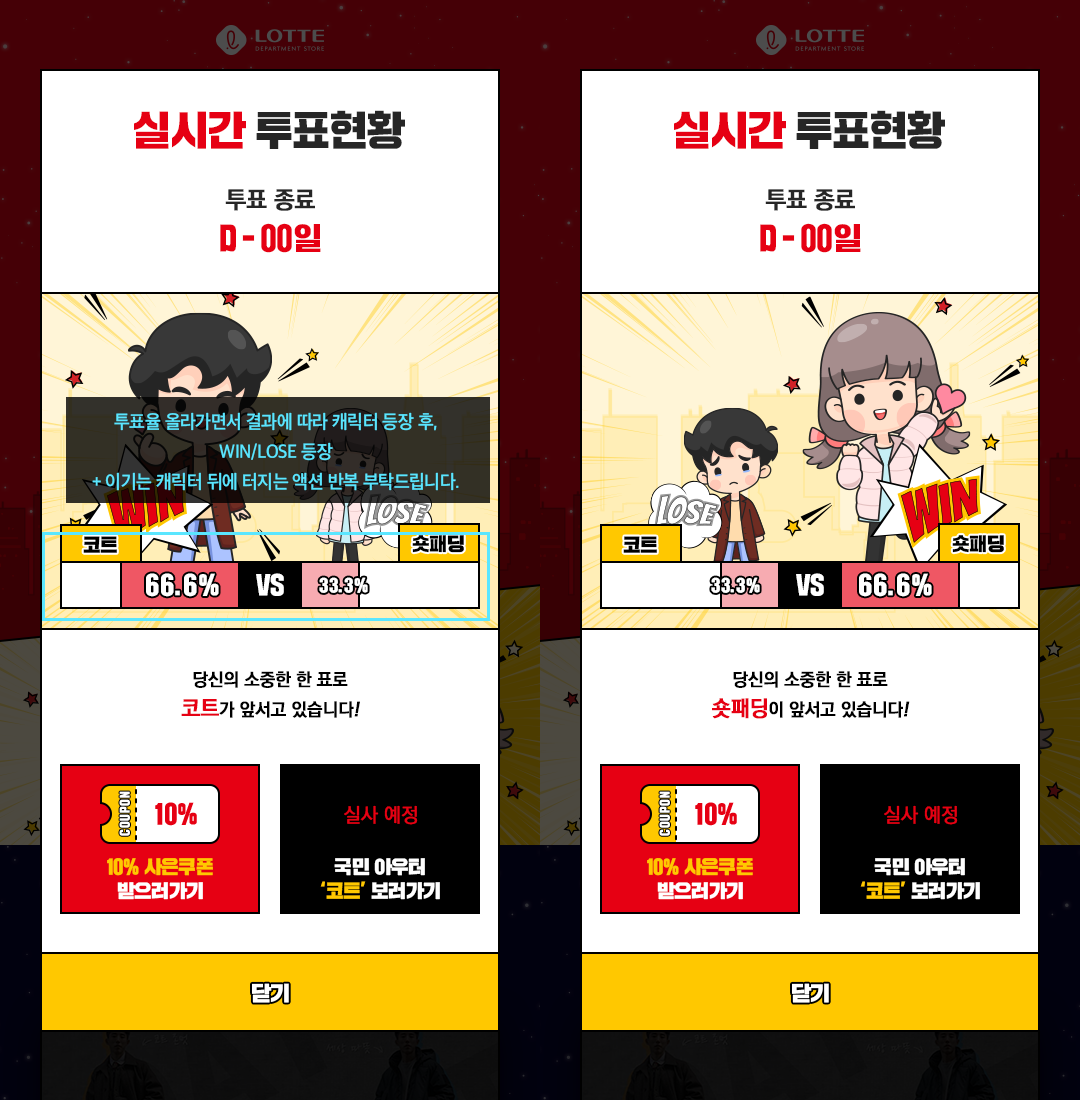 LOTTE
DEPARTMENT STORE
실시간 투표현황
투표 종료
D - 00일
투표율 올라가면서 결과에 따라 캐릭터 등장 후,
WIN/LOSE 등장
+ 이기는 캐릭터 뒤에 터지는 액션 반복 부탁드립니다.
WIN
LOSE
코트
숏패딩
66.6% VS 33.3%
당신의 소중한 한 표로
코트가 앞서고 있습니다!
COUPON
10%
10% 사은쿠폰
받으러가기
실사 예정
국민 아우터
‘코트’ 보러가기
닫기
LOTTE
DEPARTMENT STORE
실시간 투표현황
투표 종료
D - 00일
LOSE
WIN
코트
숏패딩
33.3% VS 66.6%
당신의 소중한 한 표로
숏패딩이 앞서고 있습니다!
COUPON
10%
10% 사은쿠폰
받으러가기
실사 예정
국민 아우터
‘코트’ 보러가기
닫기